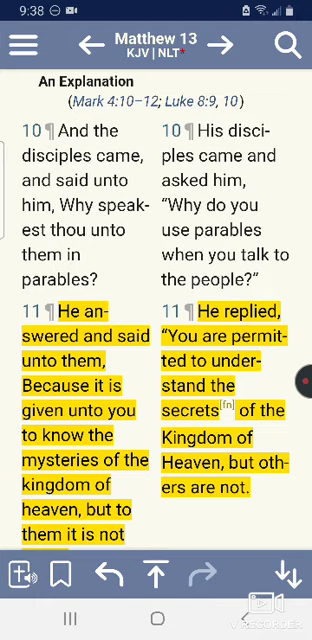 9:38
Matthew 13
KJV | NLT*
An Explanation
(Mark 4:10–12; Luke 8:9, 10)
10 ¶ And the
disciples came,
and said unto
him, Why speak-
est thou unto
them in
parables?
10 ¶ His disci-
ples came and
asked him,
“Why do you
use parables
when you talk to
the people?”
11 ¶ He an-
swered and said
unto them,
Because it is
given unto you
to know the
mysteries of the
kingdom of
heaven, but to
them it is not
11 ¶ He replied,
“You are permit-
ted to under-
stand the
secrets[fn] of the
Kingdom of
Heaven, but oth-
ers are not.
VIRECORDER